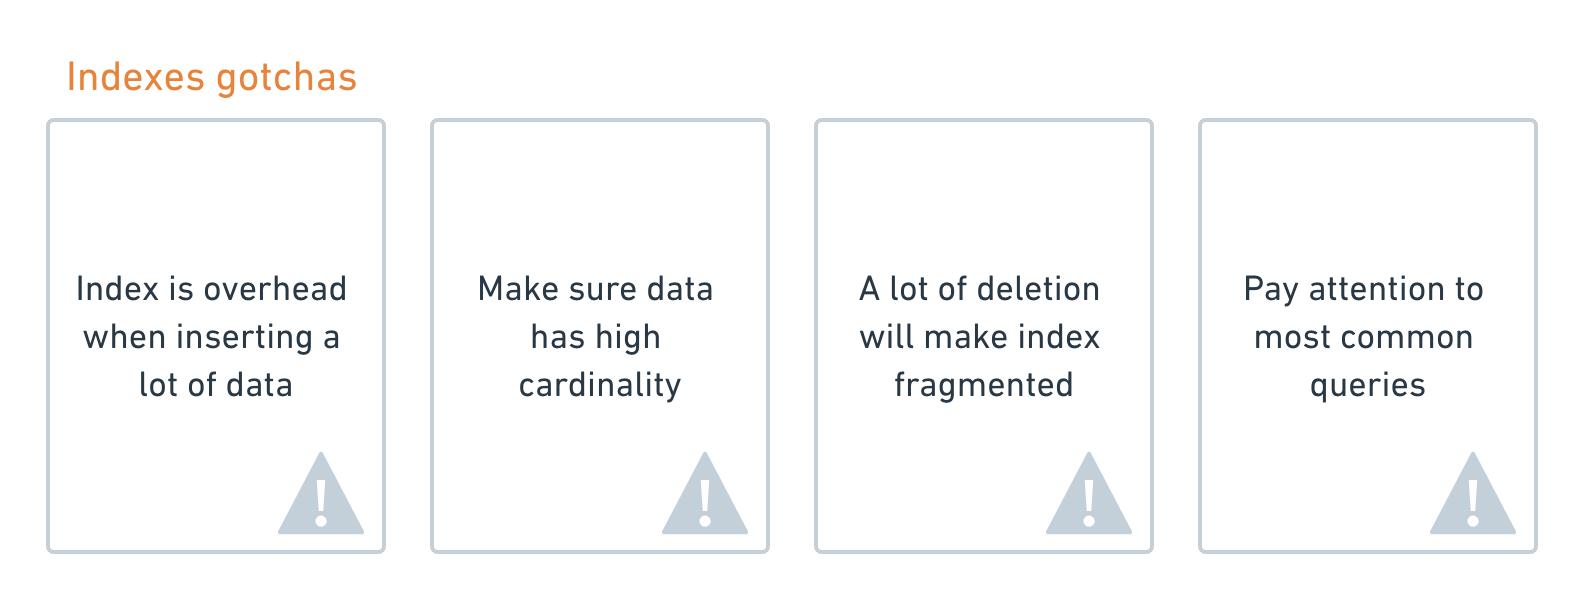 Indexes gotchas
Index is overhead
when inserting a
lot of data
Make sure data
has high
cardinality
A lot of deletion
will make index
fragmented
Pay attention to
most common
queries